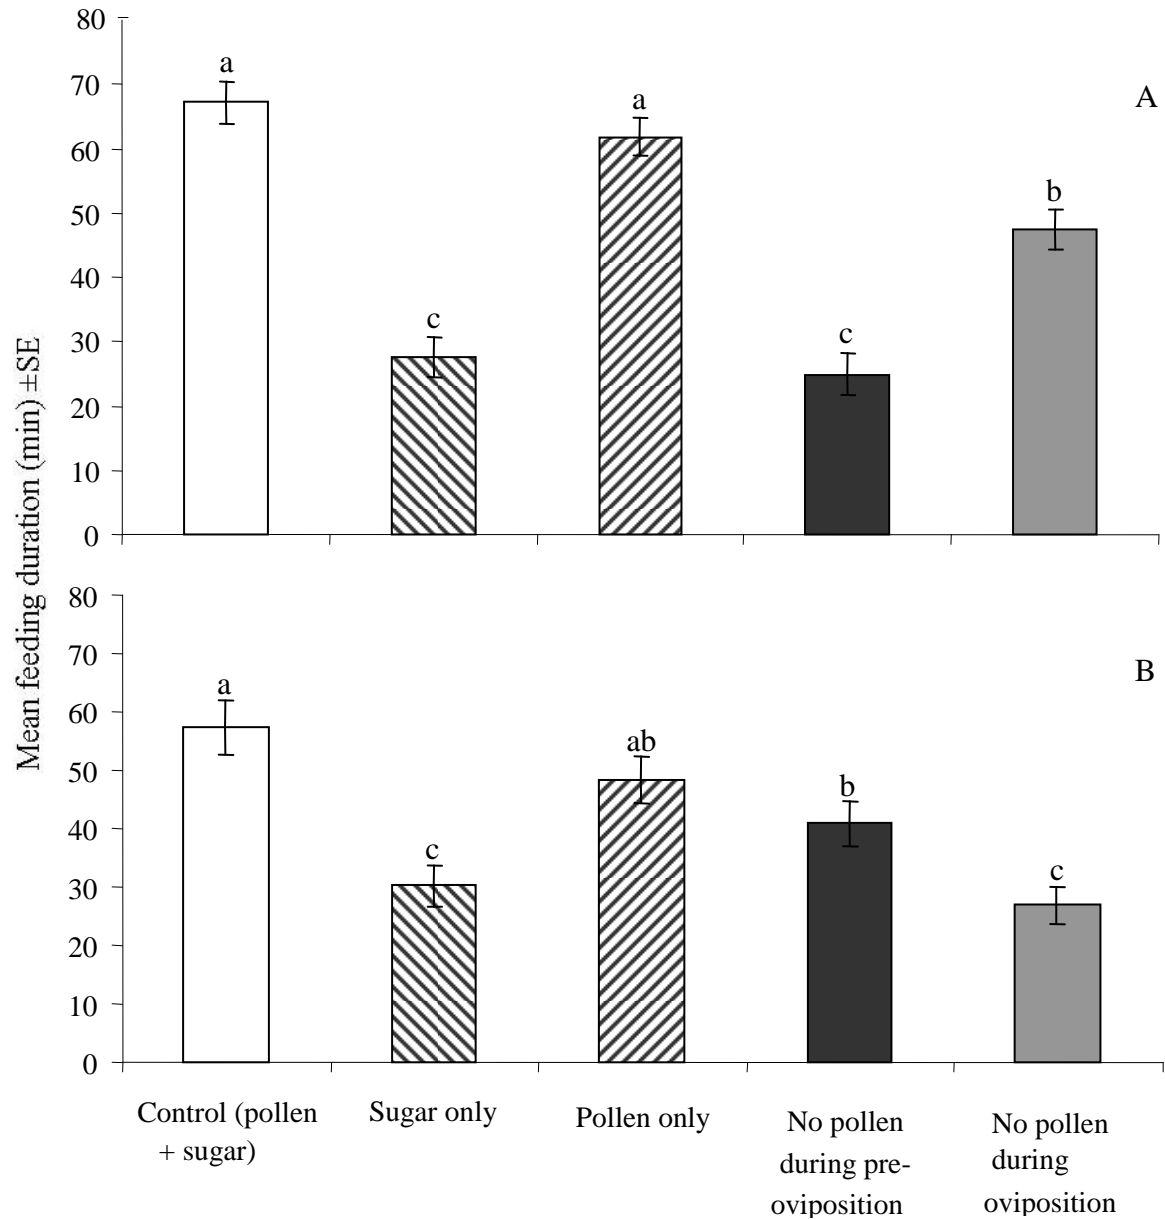 Mean feeding duration (min) ±SE
80
70
60
50
40
30
20
10
0
a
c
a
c
b
A
80
70
60
50
40
30
20
10
0
a
c
ab
b
c
B
Control (pollen
+ sugar)
Sugar only
Pollen only
No pollen
during pre-
oviposition
No pollen
during
oviposition